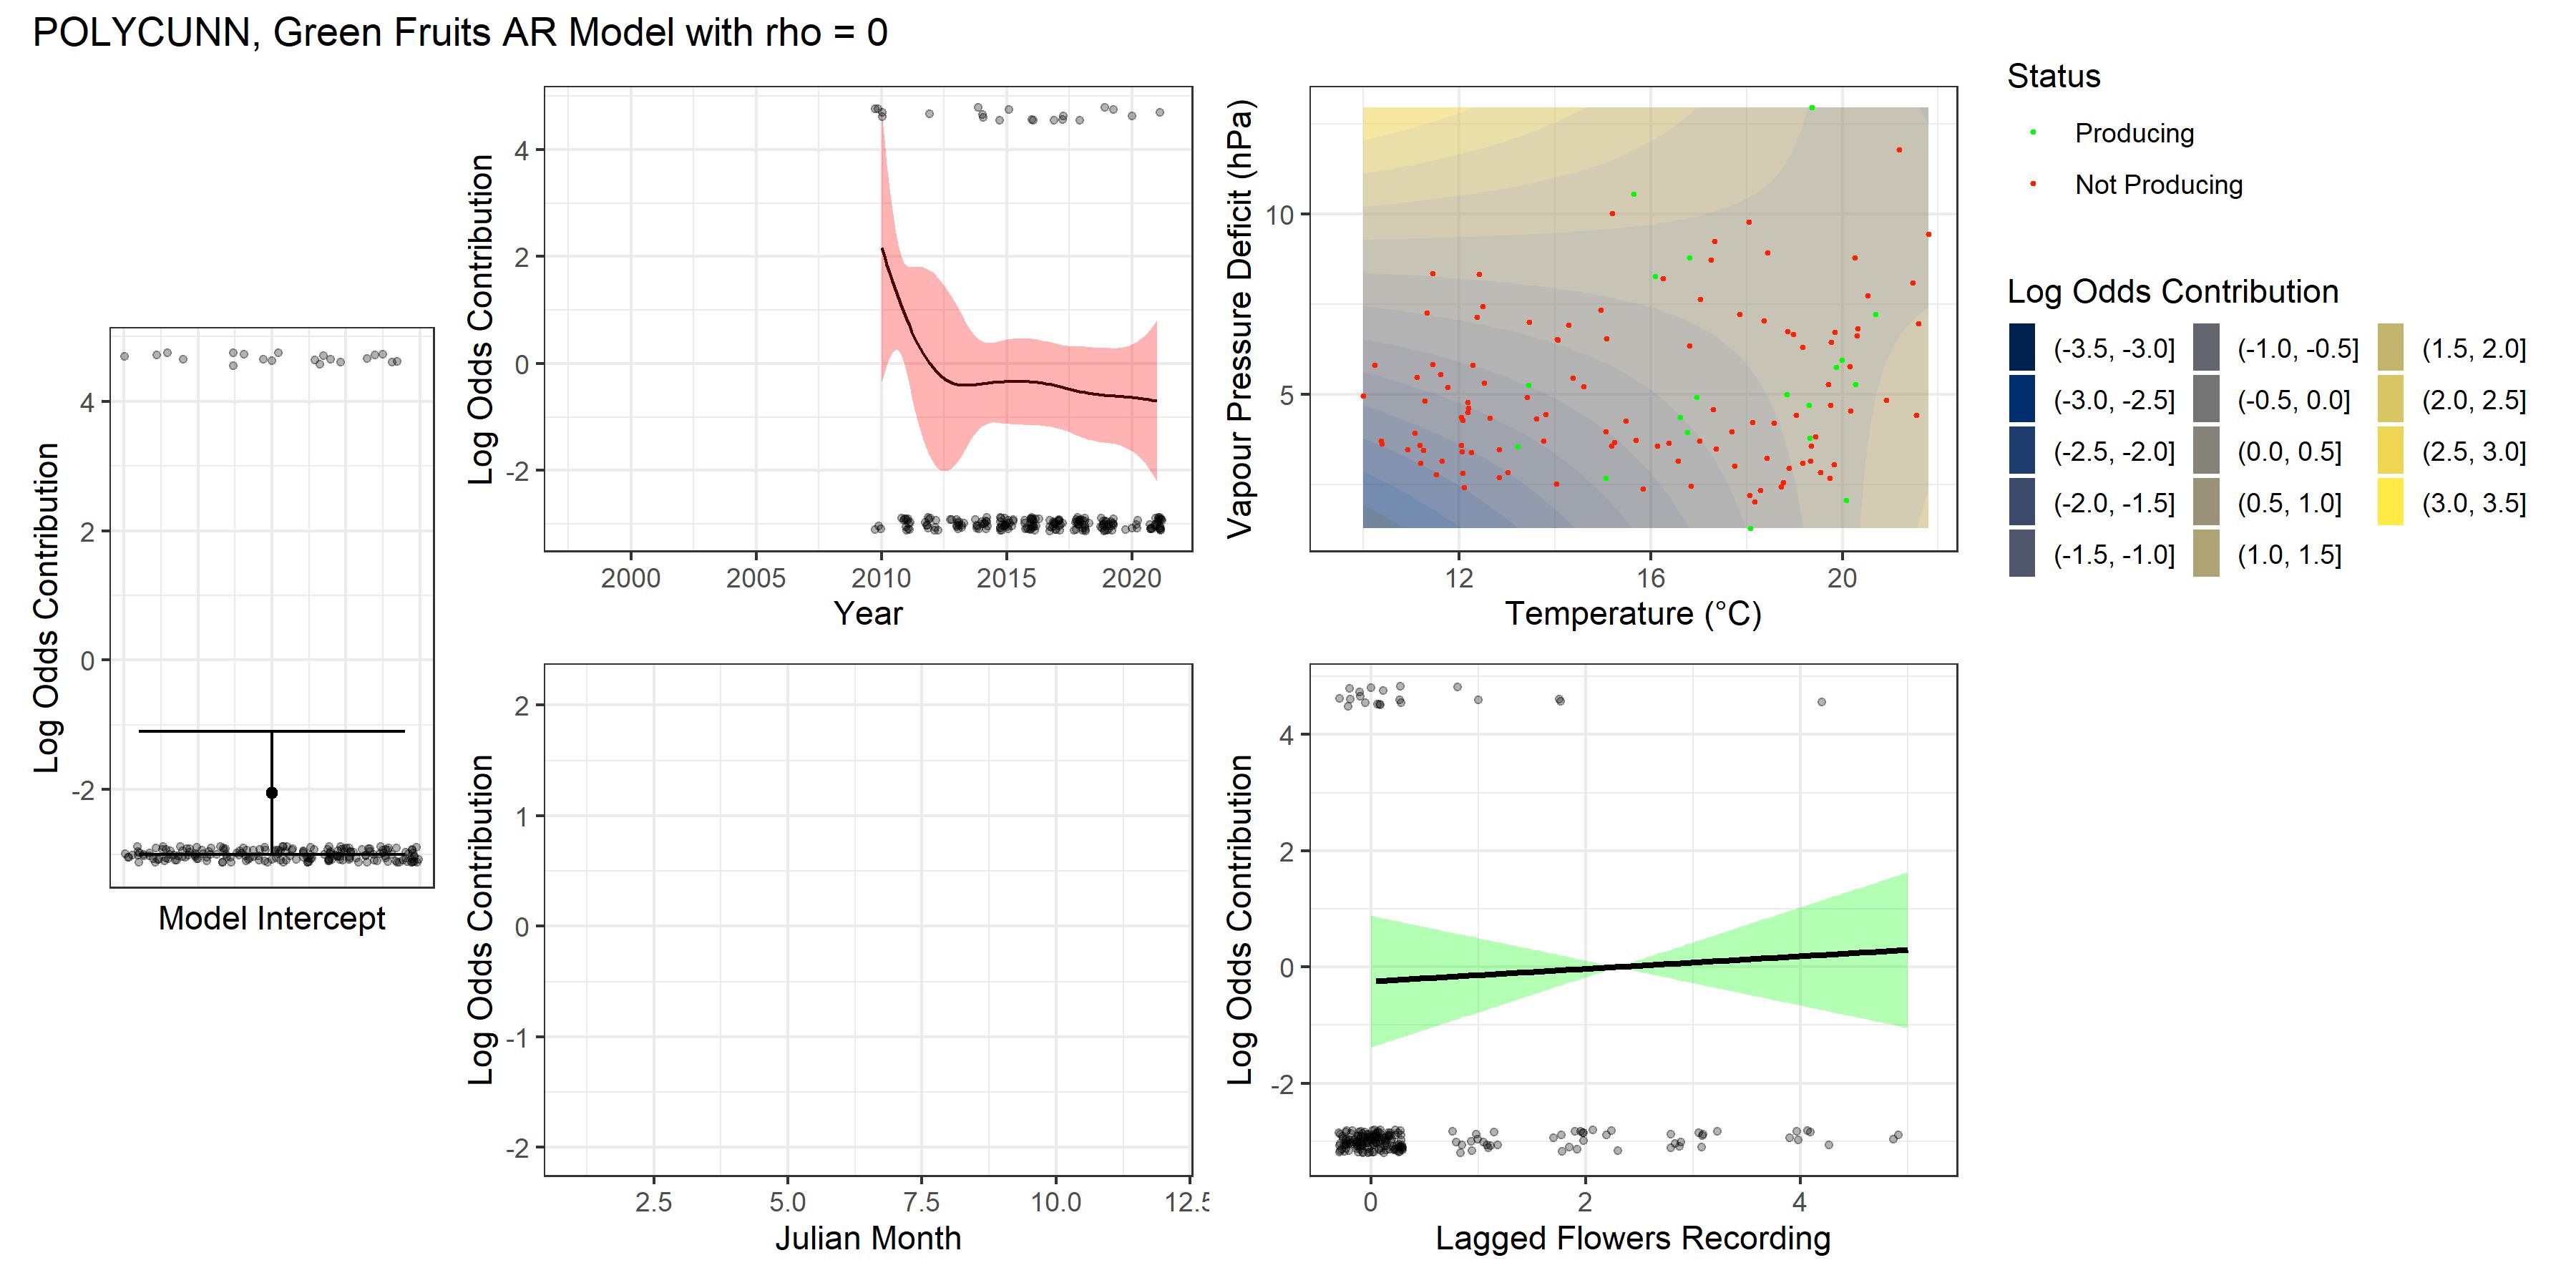 POLYCUNN, Green Fruits AR Model with rho = 0
Log Odds Contribution
4
2
0
-2
Model Intercept
Log Odds Contribution
4
2
0
-2
2000 2005 2010 2015 2020
Year
Vapour Pressure Deficit (hPa)
10
5
12 16 20
Temperature (°C)
Status
Producing
Not Producing
Log Odds Contribution
(-3.5, -3.0] (-1.0, -0.5] (1.5, 2.0]
(-3.0, -2.5] (-0.5, 0.0] (2.0, 2.5]
(-2.5, -2.0] (0.0, 0.5] (2.5, 3.0]
(-2.0, -1.5] (0.5, 1.0] (3.0, 3.5]
(-1.5, -1.0] (1.0, 1.5]
Log Odds Contribution
2
1
0
-1
-2
2.5 5.0 7.5 10.0 12.5
Julian Month
Log Odds Contribution
4
2
0
-2
0 2 4
Lagged Flowers Recording